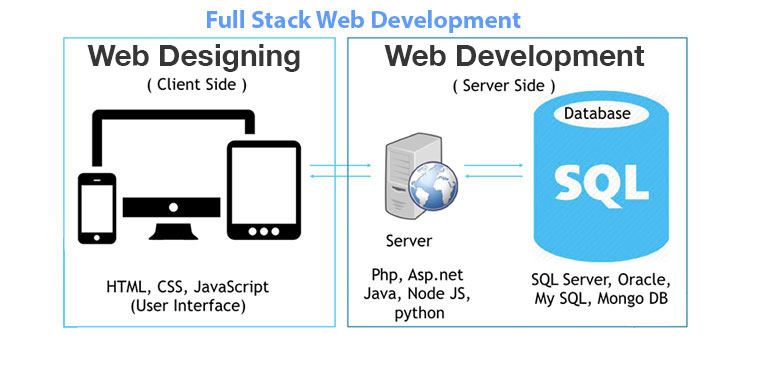 Full Stack Web Development
Web Designing
( Client Side )
HTML, CSS, JavaScript
(User Interface)
Web Development
( Server Side )
Server
Php, Asp.net
Java, Node JS,
python
Database
SQL
SQL Server, Oracle,
My SQL, Mongo DB